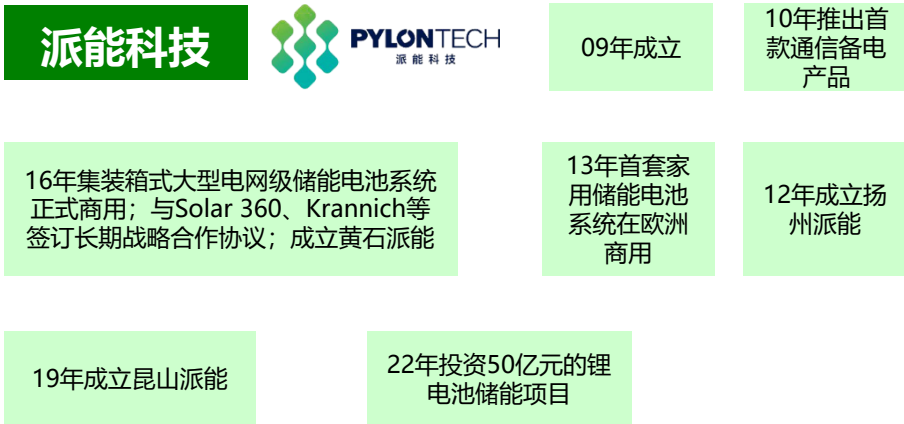 派能科技
PYLONTECH
派能科技
09年成立
10年推出首
款通信备电
产品
16年集装箱式大型电网级储能电池系统
正式商用；与Solar 360、Krannich等
签订长期战略合作协议；成立黄石派能
13年首套家
用储能电池
系统在欧洲
商用
12年成立扬
州派能
19年成立昆山派能
22年投资50亿元的锂
电池储能项目